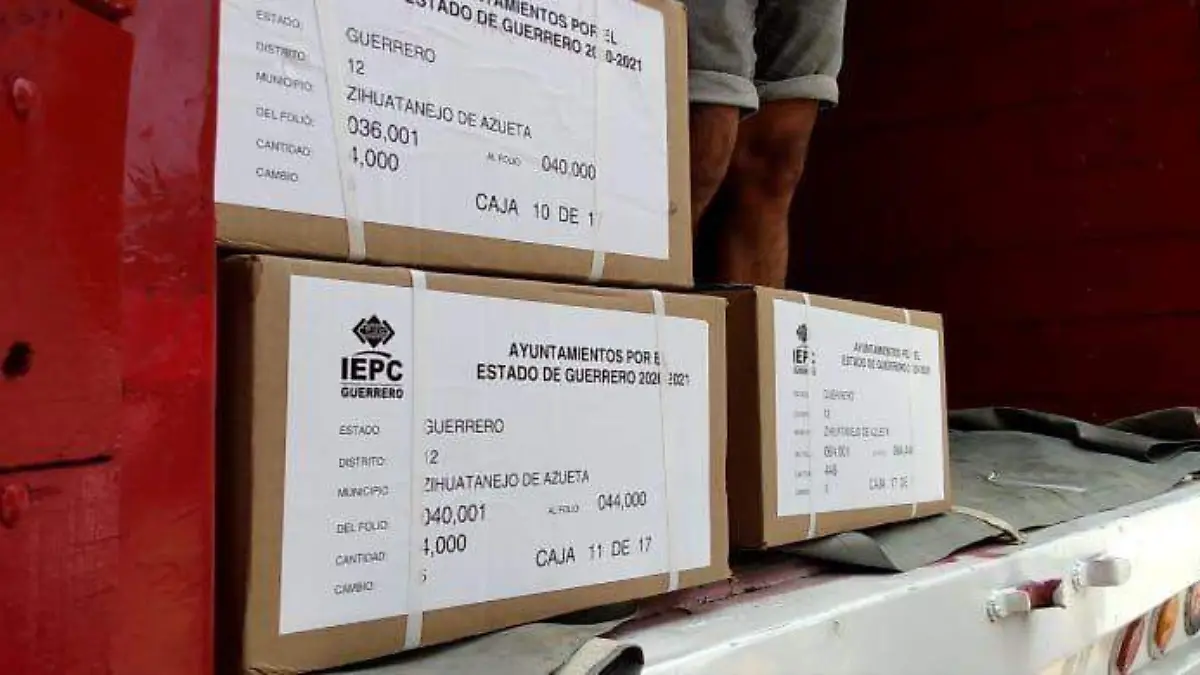 AYUNTAMIENTOS POR EL
ESTADO DE GUERRERO 2020-2021
ESTADO: GUERRERO
DISTRITO: 12
MUNICIPIO: ZIHUATANEJO DE AZUETA
DEL FOLIO: 036,001 AL FOLIO 040,000
CANTIDAD: 4,000
CAMBIO
CAJA 10 DE 17
IEPC
GUERRERO
AYUNTAMIENTOS POR EL
ESTADO DE GUERRERO 2020-2021
ESTADO: GUERRERO
DISTRITO: 12
MUNICIPIO: ZIHUATANEJO DE AZUETA
DEL FOLIO: 040,001 AL FOLIO 044,000
CANTIDAD: 4,000
CAMBIO:
CAJA 11 DE 17
IEPC
GUERRERO
AYUNTAMIENTOS POR EL
ESTADO DE GUERRERO 2020-2021
GUERRERO
12
ZIHUATANEJO DE AZUETA
064,001
446
CAJA 17 DE